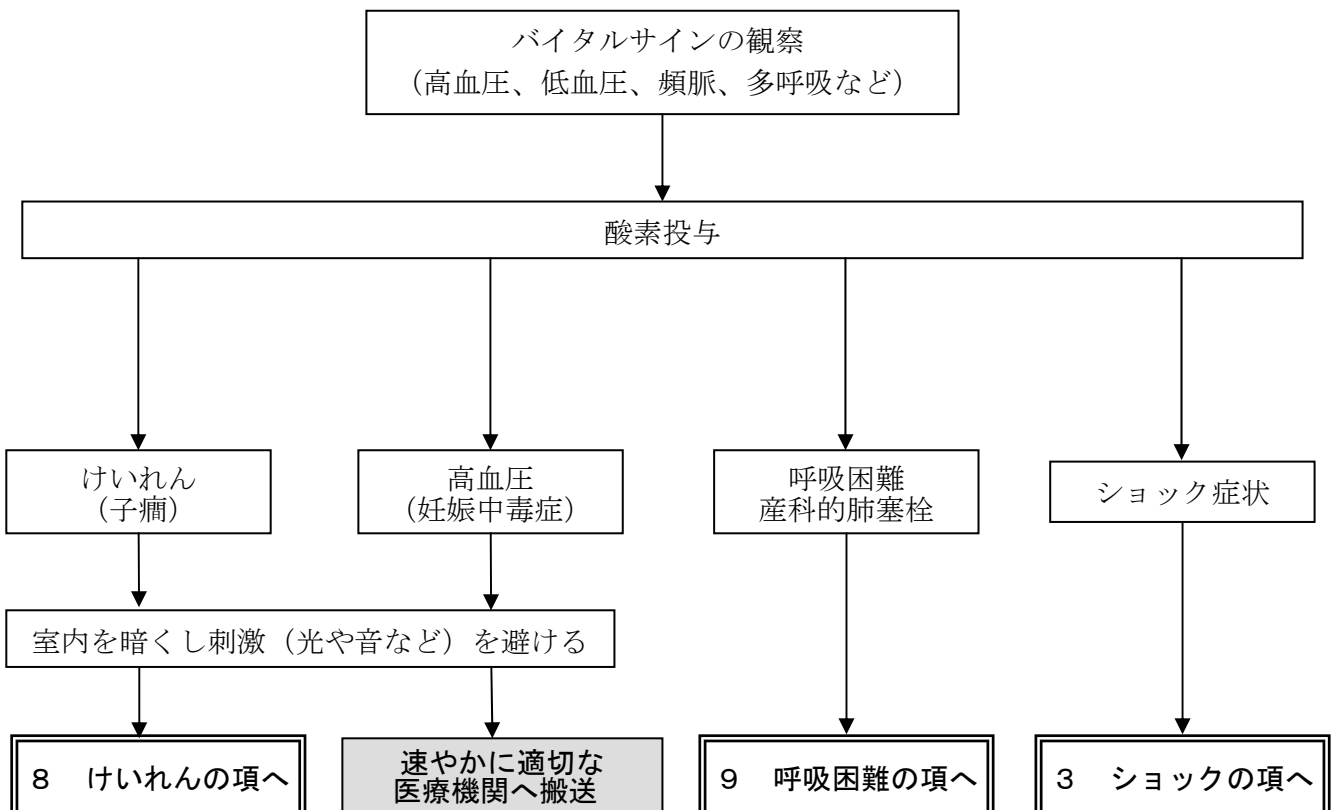 バイタルサインの観察
(高血圧、低血圧、頻脈、多呼吸など)
酸素投与
けいれん
(子癇)
高血圧
(妊娠中毒症)
呼吸困難
産科的肺塞栓
ショック症状
室内を暗くし刺激(光や音など)を避ける
8 けいれんの項へ
速やかに適切な
医療機関へ搬送
9 呼吸困難の項へ
3 ショックの項へ